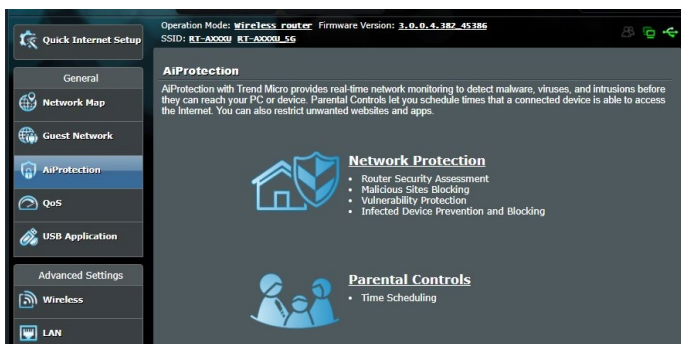 Quick Internet Setup
General
Network Map
Guest Network
AiProtection
QoS
USB Application
Advanced Settings
Wireless
LAN
Operation Mode: Wireless router Firmware Version: 3.0.0.4.382_45386
SSID: RT-AXXXU RT-AXXXU_5G
AiProtection
AiProtection with Trend Micro provides real-time network monitoring to detect malware, viruses, and intrusions before
they can reach your PC or device. Parental Controls let you schedule times that a connected device is able to access
the Internet. You can also restrict unwanted websites and apps.
Network Protection
• Router Security Assessment
• Malicious Sites Blocking
• Vulnerability Protection
• Infected Device Prevention and Blocking
Parental Controls
• Time Scheduling